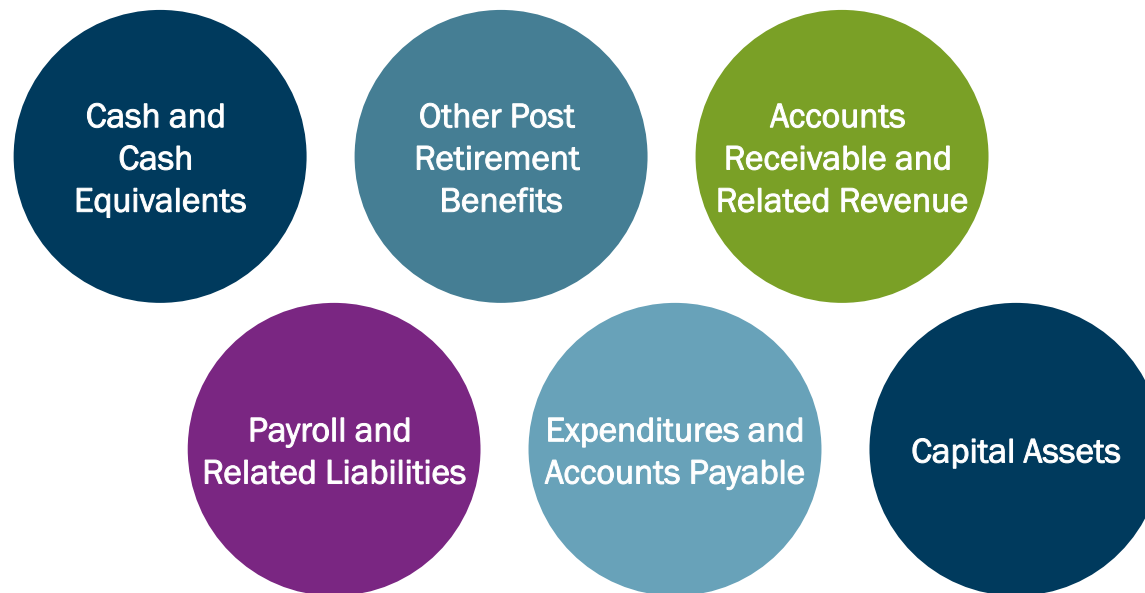 Cash and
Cash
Equivalents
Other Post
Retirement
Benefits
Accounts
Receivable and
Related Revenue
Payroll and
Related Liabilities
Expenditures and
Accounts Payable
Capital Assets